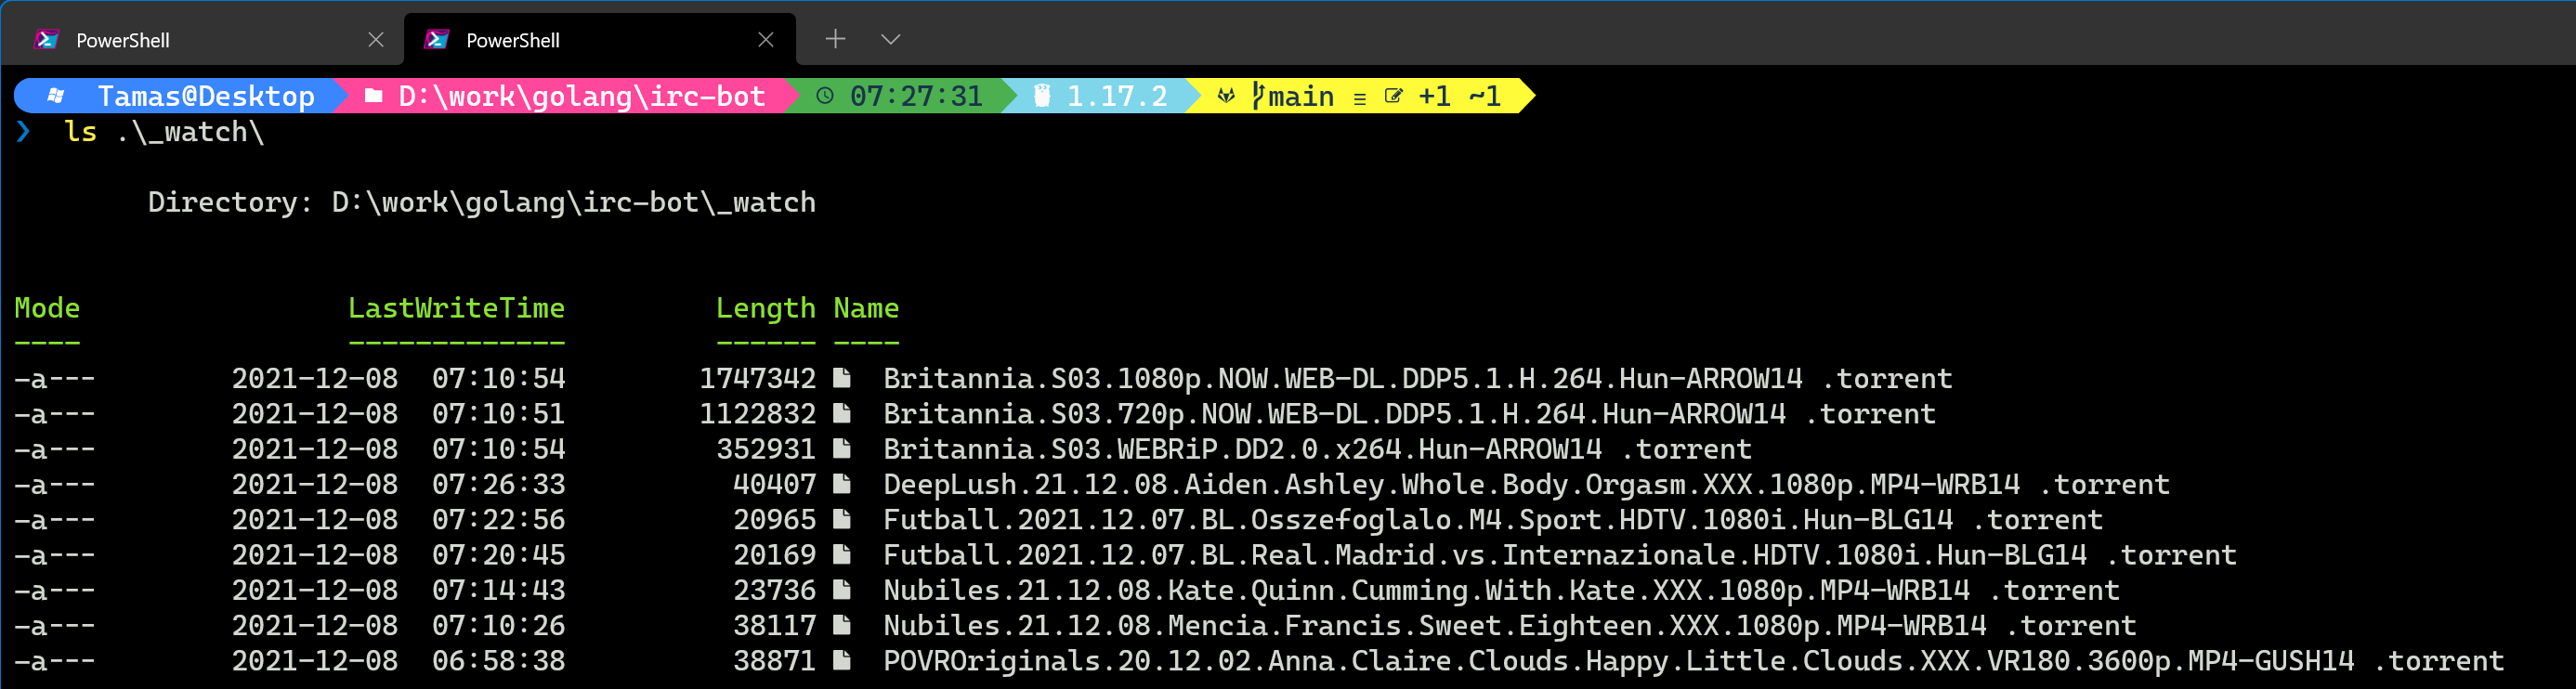 PowerShell PowerShell
Tamas@Desktop D:\work\golang\irc-bot 07:27:31 1.17.2 main ≡ +1 ~1
❯ ls .\_watch\
Directory: D:\work\golang\irc-bot\_watch
Mode LastWriteTime Length Name
---- ------------- ------ ----
-a--- 2021-12-08 07:10:54 1747342 Britannia.S03.1080p.NOW.WEB-DL.DDP5.1.H.264.Hun-ARROW14 .torrent
-a--- 2021-12-08 07:10:51 1122832 Britannia.S03.720p.NOW.WEB-DL.DDP5.1.H.264.Hun-ARROW14 .torrent
-a--- 2021-12-08 07:10:54 352931 Britannia.S03.WEBRiP.DD2.0.x264.Hun-ARROW14 .torrent
-a--- 2021-12-08 07:26:33 40407 DeepLush.21.12.08.Aiden.Ashley.Whole.Body.Orgasm.XXX.1080p.MP4-WRB14 .torrent
-a--- 2021-12-08 07:22:56 20965 Futball.2021.12.07.BL.Osszefoglalo.M4.Sport.HDTV.1080i.Hun-BLG14 .torrent
-a--- 2021-12-08 07:20:45 20169 Futball.2021.12.07.BL.Real.Madrid.vs.Internazionale.HDTV.1080i.Hun-BLG14 .torrent
-a--- 2021-12-08 07:14:43 23736 Nubiles.21.12.08.Kate.Quinn.Cumming.With.Kate.XXX.1080p.MP4-WRB14 .torrent
-a--- 2021-12-08 07:10:26 38117 Nubiles.21.12.08.Mencia.Francis.Sweet.Eighteen.XXX.1080p.MP4-WRB14 .torrent
-a--- 2021-12-08 06:58:38 38871 POVROriginals.20.12.02.Anna.Claire.Clouds.Happy.Little.Clouds.XXX.VR180.3600p.MP4-GUSH14 .torrent